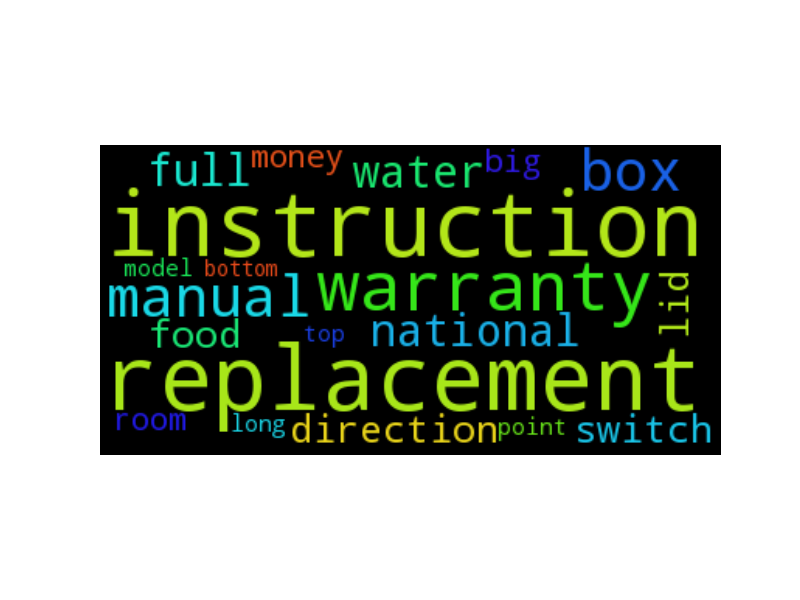 full money water big box
instruction
model bottom
manual warranty lid
food top national
replacement
room long direction point switch